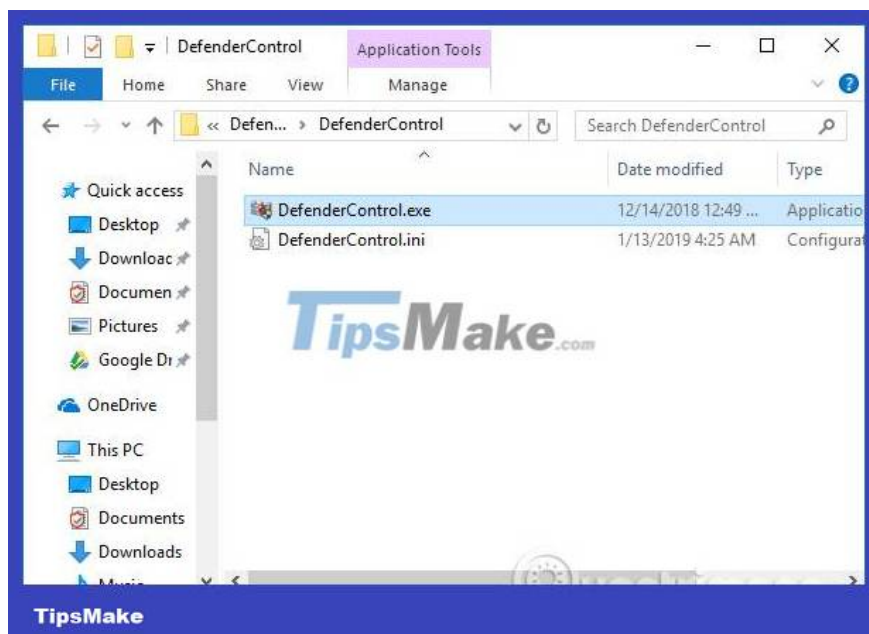 DefenderControl
Application Tools
File
Home
Share
View
Manage
« Defen... › DefenderControl
Search DefenderControl
Name
Date modified
Type
Quick access
Desktop
Downloac
Documen
Pictures
Google Dr
OneDrive
This PC
Desktop
Documents
Downloads
Music
DefenderControl.exe
12/14/2018 12:49 ...
Applicatio
DefenderControl.ini
1/13/2019 4:25 AM
Configurat
TipsMake.com
TipsMake